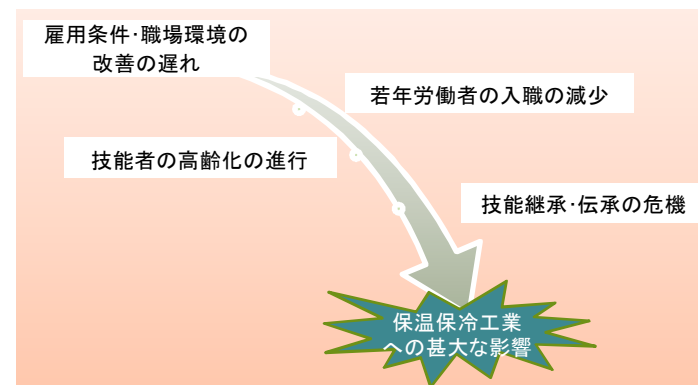 雇用条件･職場環境の
改善の遅れ
若年労働者の入職の減少
技能者の高齢化の進行
技能継承･伝承の危機
保温保冷工業
への甚大な影響